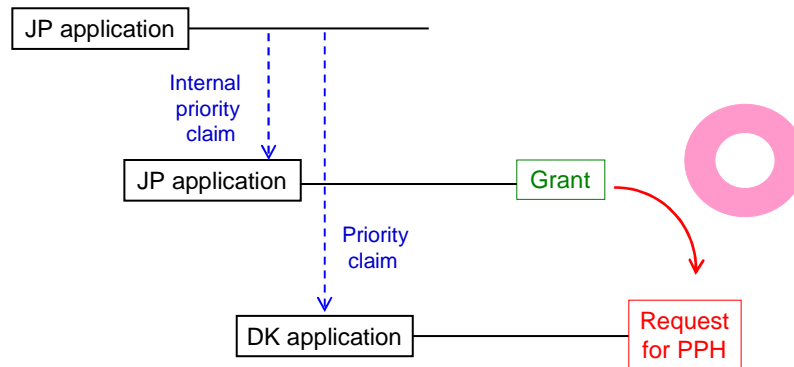 JP application
Internal
priority
claim
JP application
Grant
Priority
claim
DK application
Request
for PPH